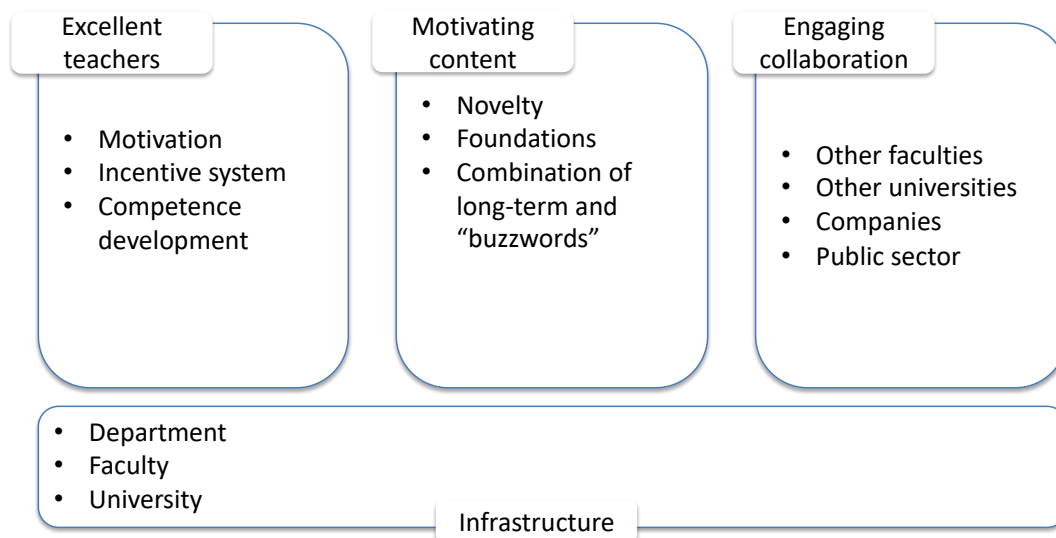 Excellent
teachers
• Motivation
• Incentive system
• Competence
development
Motivating
content
• Novelty
• Foundations
• Combination of
long-term and
“buzzwords”
Engaging
collaboration
• Other faculties
• Other universities
• Companies
• Public sector
• Department
• Faculty
• University
Infrastructure